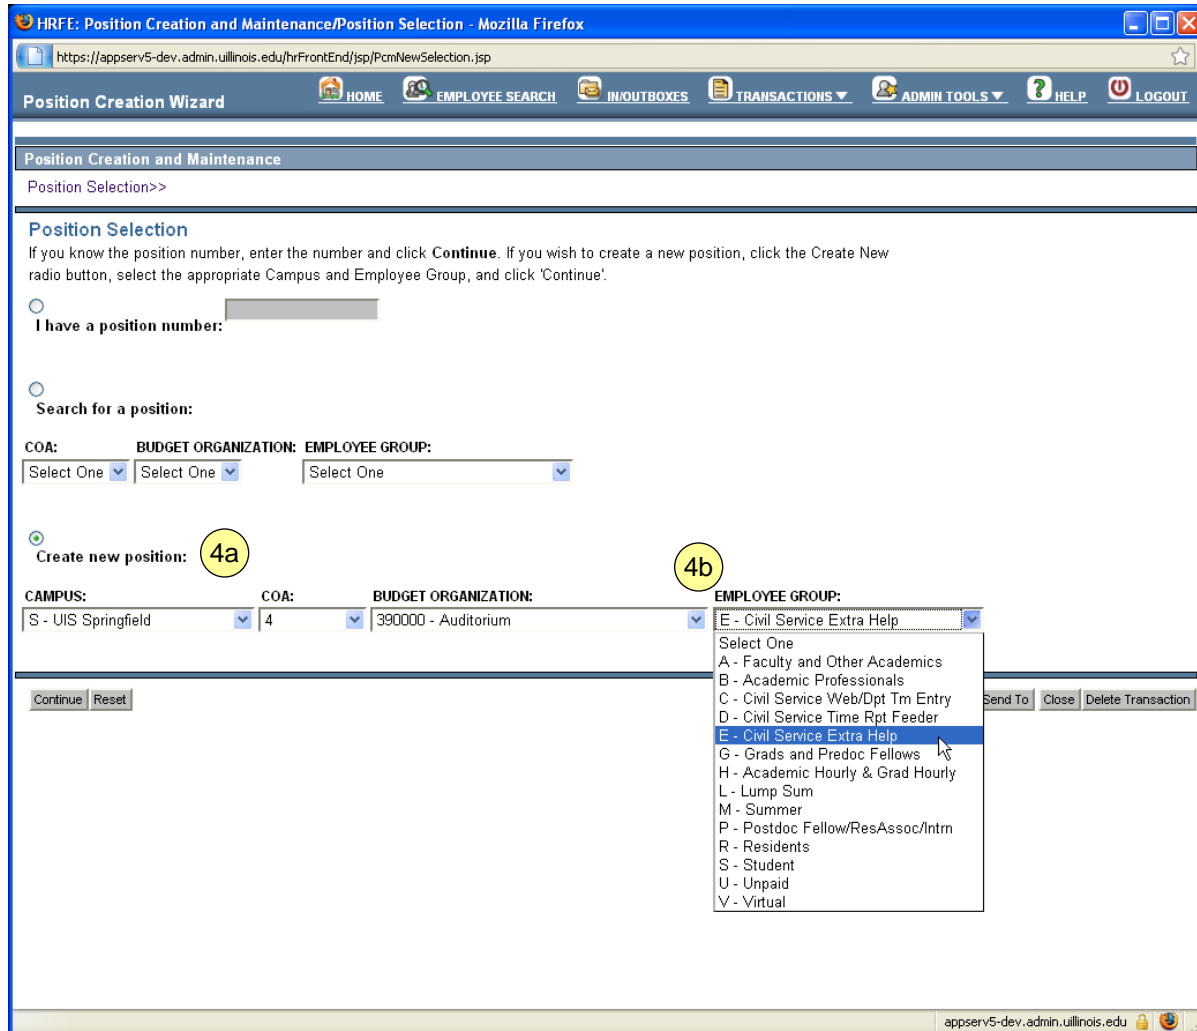 HRFE: Position Creation and Maintenance/Position Selection - Mozilla Firefox
https://appserv5-dev.admin.uillinois.edu/hrFrontEnd/jsp/PcmNewSelection.jsp
Position Creation Wizard HOME EMPLOYEE SEARCH IN/OUTBOXES TRANSACTIONS ADMIN TOOLS HELP LOGOUT
Position Creation and Maintenance
Position Selection>>
Position Selection
If you know the position number, enter the number and click Continue. If you wish to create a new position, click the Create New
radio button, select the appropriate Campus and Employee Group, and click 'Continue'.
I have a position number:
Search for a position:
COA: BUDGET ORGANIZATION: EMPLOYEE GROUP:
Select One Select One Select One
Create new position: 4a
4b
CAMPUS: COA: BUDGET ORGANIZATION: EMPLOYEE GROUP:
S - UIS Springfield 4 390000 - Auditorium E - Civil Service Extra Help
Select One
A - Faculty and Other Academics
B - Academic Professionals
C - Civil Service Web/Dpt Tm Entry
D - Civil Service Time Rpt Feeder
E - Civil Service Extra Help
G - Grads and Predoc Fellows
H - Academic Hourly & Grad Hourly
L - Lump Sum
M - Summer
P - Postdoc Fellow/ResAssoc/Intrn
R - Residents
S - Student
U - Unpaid
V - Virtual
Continue Reset Send To Close Delete Transaction
appserv5-dev.admin.uillinois.edu